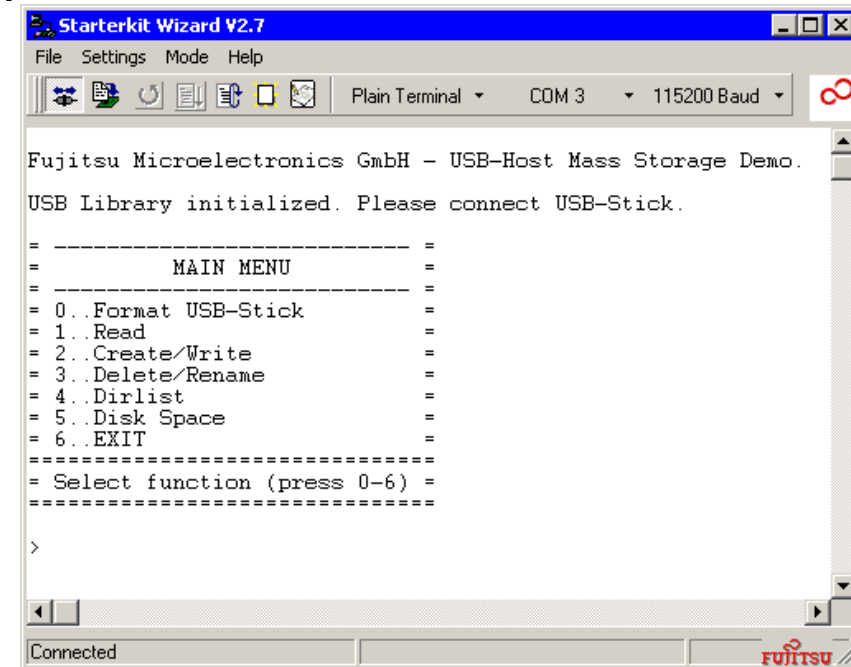 Starterkit Wizard V2.7
File Settings Mode Help
Plain Terminal COM 3 115200 Baud
Fujitsu Microelectronics GmbH – USB–Host Mass Storage Demo.
USB Library initialized. Please connect USB–Stick.
= ––––––––––––––––––––––––––– =
= MAIN MENU =
= ––––––––––––––––––––––––––– =
= 0..Format USB–Stick =
= 1..Read =
= 2..Create/Write =
= 3..Delete/Rename =
= 4..Dirlist =
= 5..Disk Space =
= 6..EXIT =
===============================
= Select function (press 0–6) =
===============================
>
Connected
FUJITSU